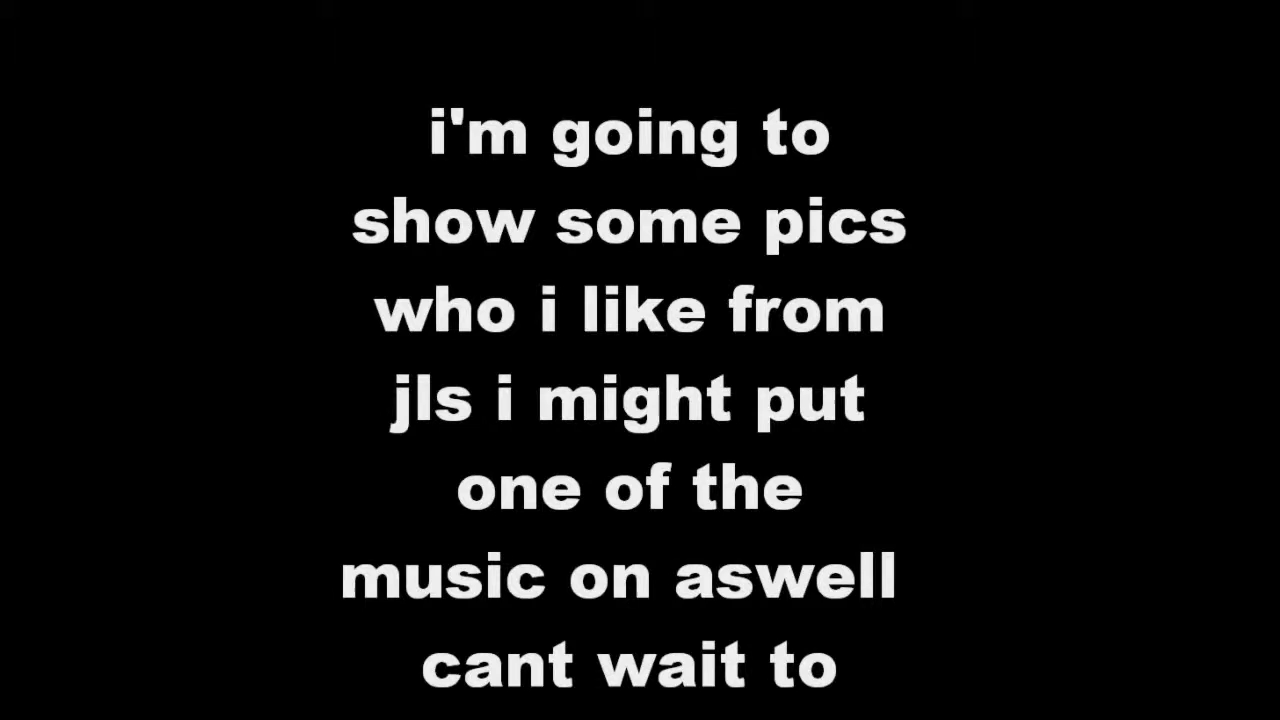 i'm going to
show some pics
who i like from
jls i might put
one of the
music on aswell
cant wait to